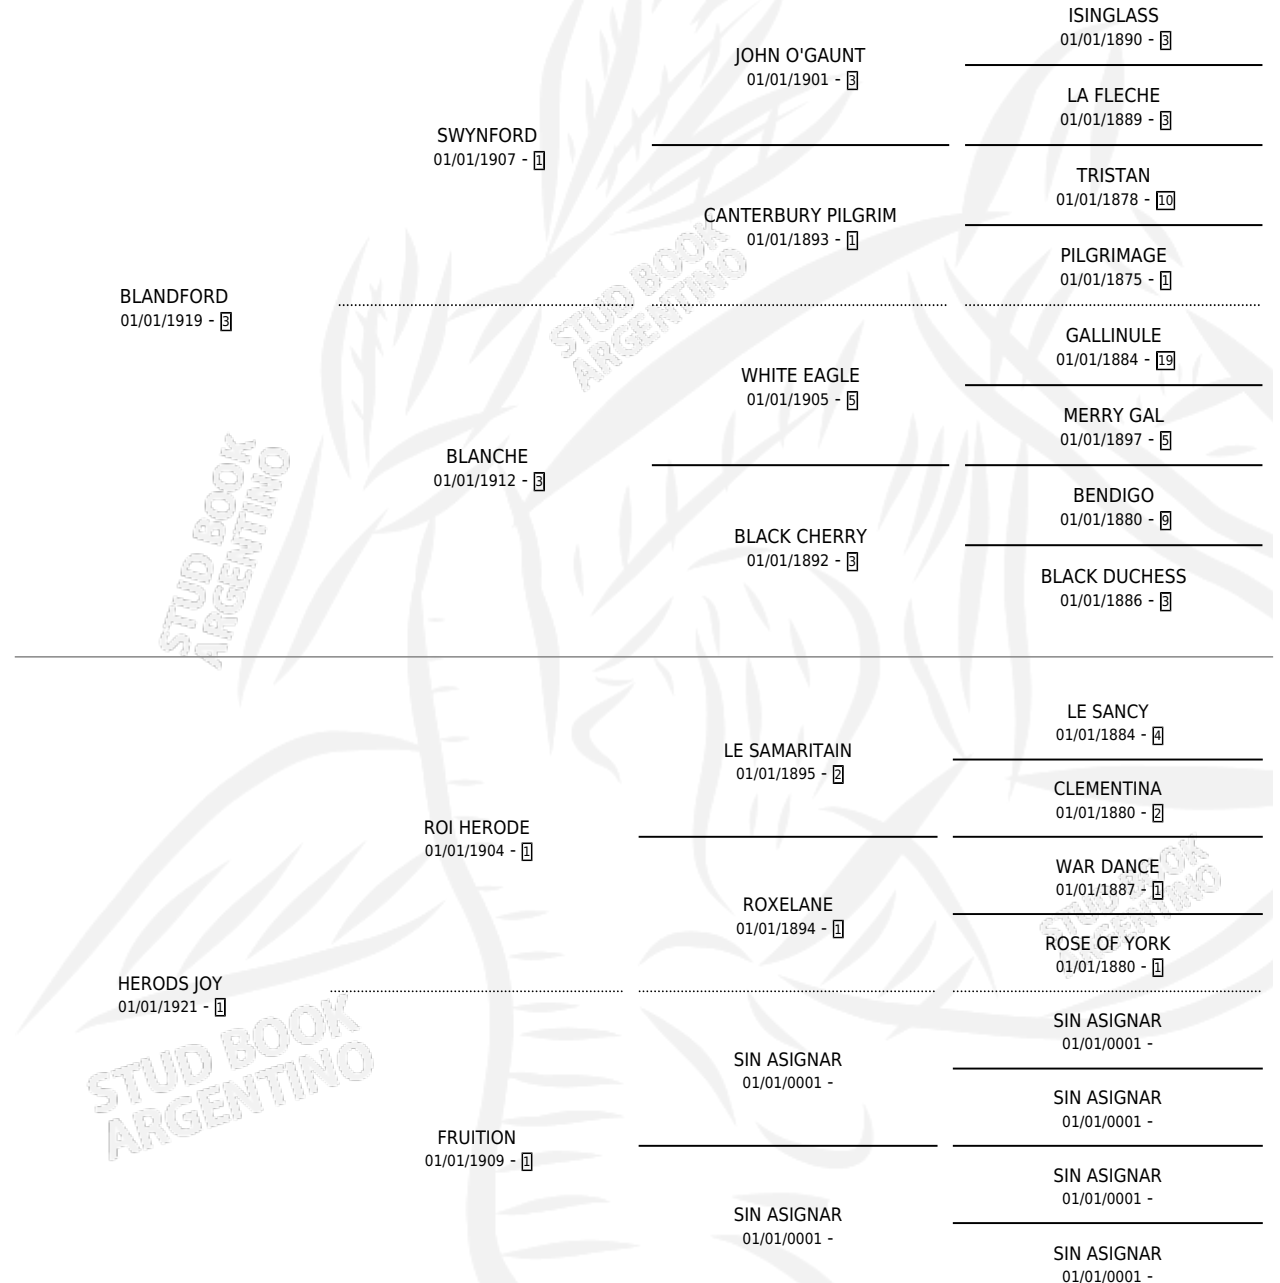 ISINGLASS
01/01/1890 - 3
JOHN O'GAUNT
01/01/1901 - 3
LA FLECHE
01/01/1889 - 3
SWYNFORD
01/01/1907 - 1
TRISTAN
01/01/1878 - 10
CANTERBURY PILGRIM
01/01/1893 - 1
PILGRIMAGE
01/01/1875 - 1
BLANDFORD
01/01/1919 - 3
GALLINULE
01/01/1884 - 19
WHITE EAGLE
01/01/1905 - 5
MERRY GAL
01/01/1897 - 5
BLANCHE
01/01/1912 - 3
BENDIGO
01/01/1880 - 9
BLACK CHERRY
01/01/1892 - 3
BLACK DUCHESS
01/01/1886 - 3
LE SANCY
01/01/1884 - 4
LE SAMARITAIN
01/01/1895 - 2
CLEMENTINA
01/01/1880 - 2
ROI HERODE
01/01/1904 - 1
WAR DANCE
01/01/1887 - 1
ROXELANE
01/01/1894 - 1
ROSE OF YORK
01/01/1880 - 1
HERODS JOY
01/01/1921 - 1
SIN ASIGNAR
01/01/0001 -
SIN ASIGNAR
01/01/0001 -
SIN ASIGNAR
01/01/0001 -
FRUITION
01/01/1909 - 1
SIN ASIGNAR
01/01/0001 -
SIN ASIGNAR
01/01/0001 -
SIN ASIGNAR
01/01/0001 -
STUD BOOK
ARGENTINO
STUD BOOK
ARGENTINO
STUD BOOK
ARGENTINO
STUD BOOK
ARGENTINO